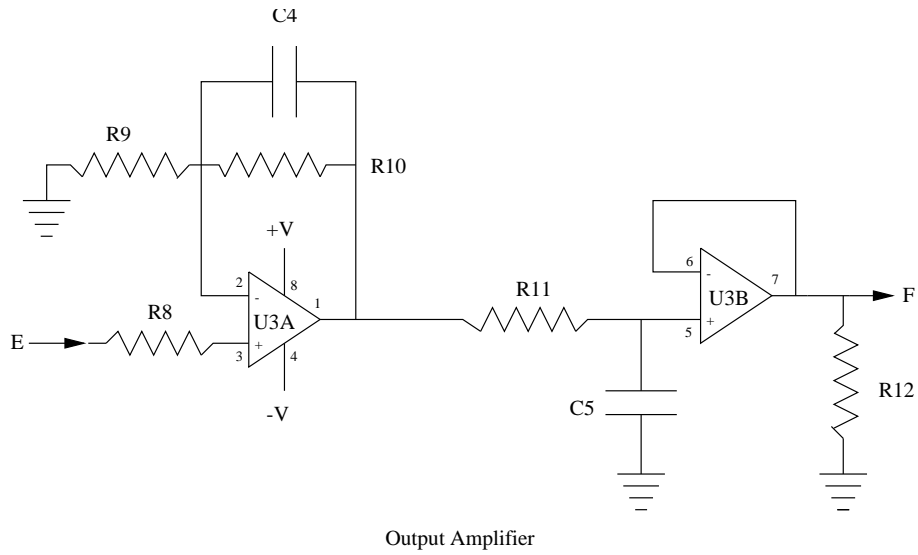 C4
R9
R10
+V
2
8
-
1
U3A
R8
E
3
+
4
-V
R11
6
-
7
U3B
F
5
+
C5
R12
Output Amplifier